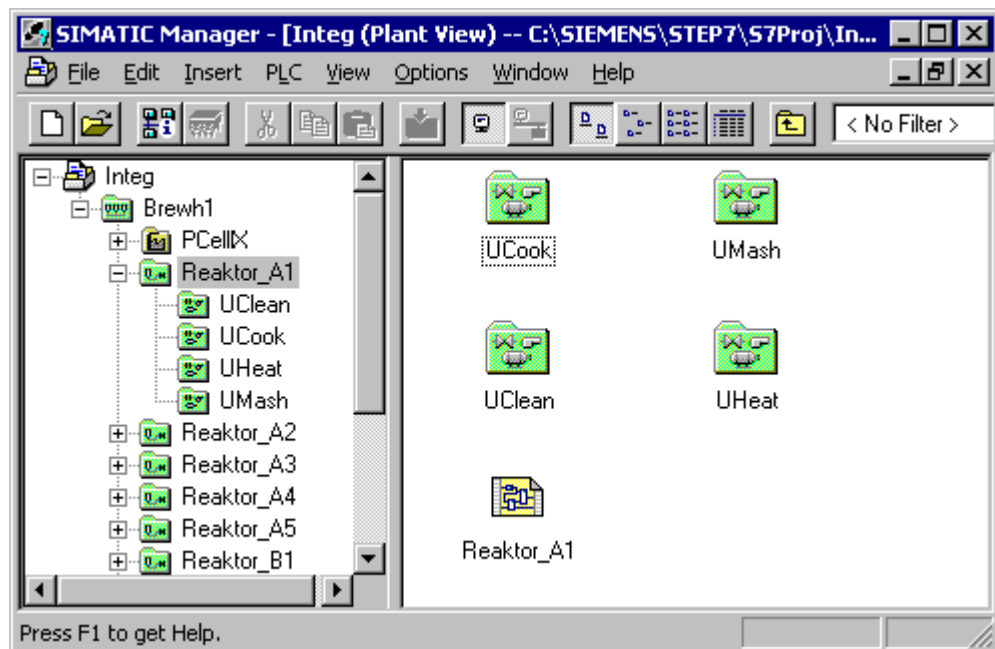 SIMATIC Manager - [Integ (Plant View) -- C:\SIEMENS\STEP7\S7Proj\In...
File Edit Insert PLC View Options Window Help
< No Filter >
Integ
Brewh1
PCellX
Reaktor_A1
UClean
UCook
UHeat
UMash
Reaktor_A2
Reaktor_A3
Reaktor_A4
Reaktor_A5
Reaktor_B1
UCook UMash
UClean UHeat
Reaktor_A1
Press F1 to get Help.